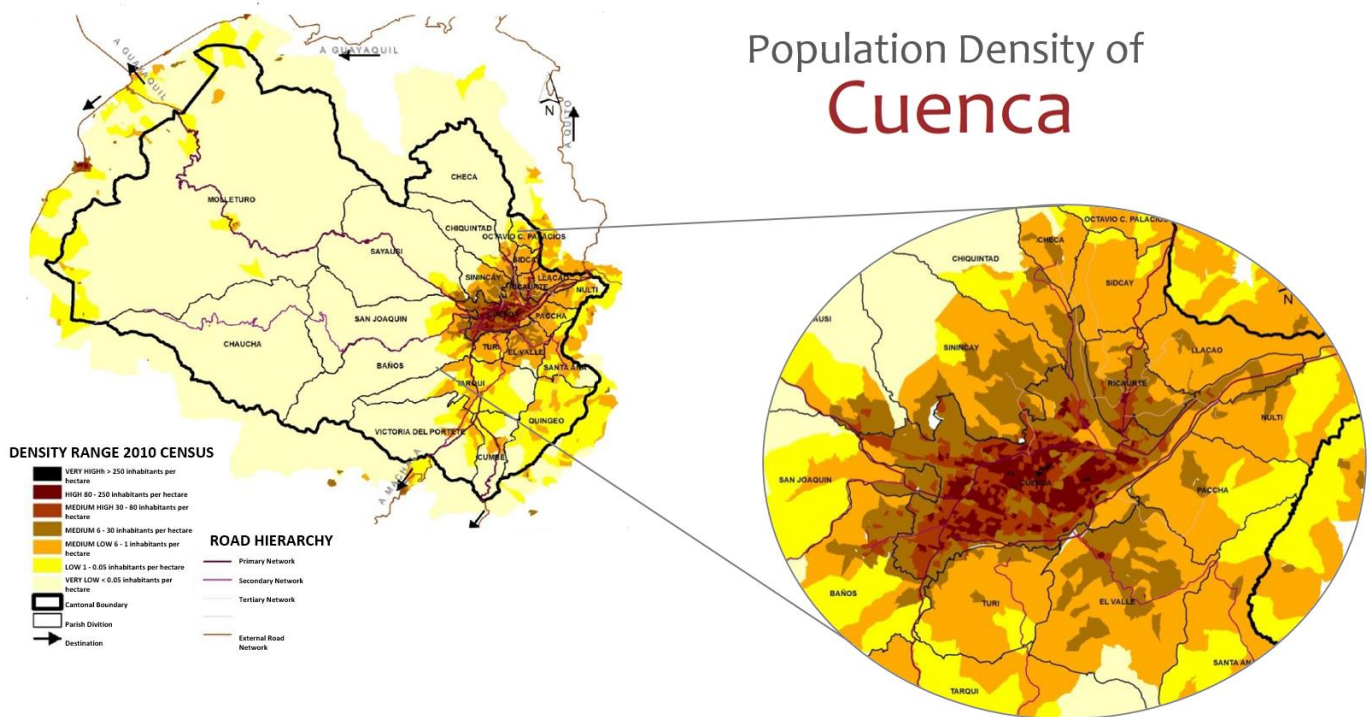 Population Density of
Cuenca
A GUAYAQUIL
A GUAYAQUIL
A QUITO
N
CHECA
MOLLETURO
CHIQUINTAD
OCTAVIO C. PALACIOS
SAYAUSI
SIDCAY
SININCAY
LLACAO
RICAURTE
NULTI
SAN JOAQUIN
PACCHA
CHAUCHA
TURI
EL VALLE
BAÑOS
SANTA ANA
TARQUI
QUINGEO
VICTORIA DEL PORTETE
CUMBE
A MACHALA
DENSITY RANGE 2010 CENSUS
VERY HIGHh > 250 inhabitants per
hectare
HIGH 80 - 250 inhabitants per hectare
MEDIUM HIGH 30 - 80 inhabitants per
hectare
MEDIUM 6 - 30 inhabitants per hectare
MEDIUM LOW 6 - 1 inhabitants per
hectare
LOW 1 - 0.05 inhabitants per hectare
VERY LOW < 0.05 inhabitants per
hectare
Cantonal Boundary
Parish Divition
Destination
ROAD HIERARCHY
Primary Network
Secondary Network
Tertiary Network
External Road
Network
OCTAVIO C. PALACIOS
CHECA
CHIQUINTAD
SIDCAY
N
AUSI
SININCAY
LLACAO
RICAURTE
NULTI
SAN JOAQUIN
CUENCA
PACCHA
BAÑOS
TURI
EL VALLE
SANTA AN
TARQUI